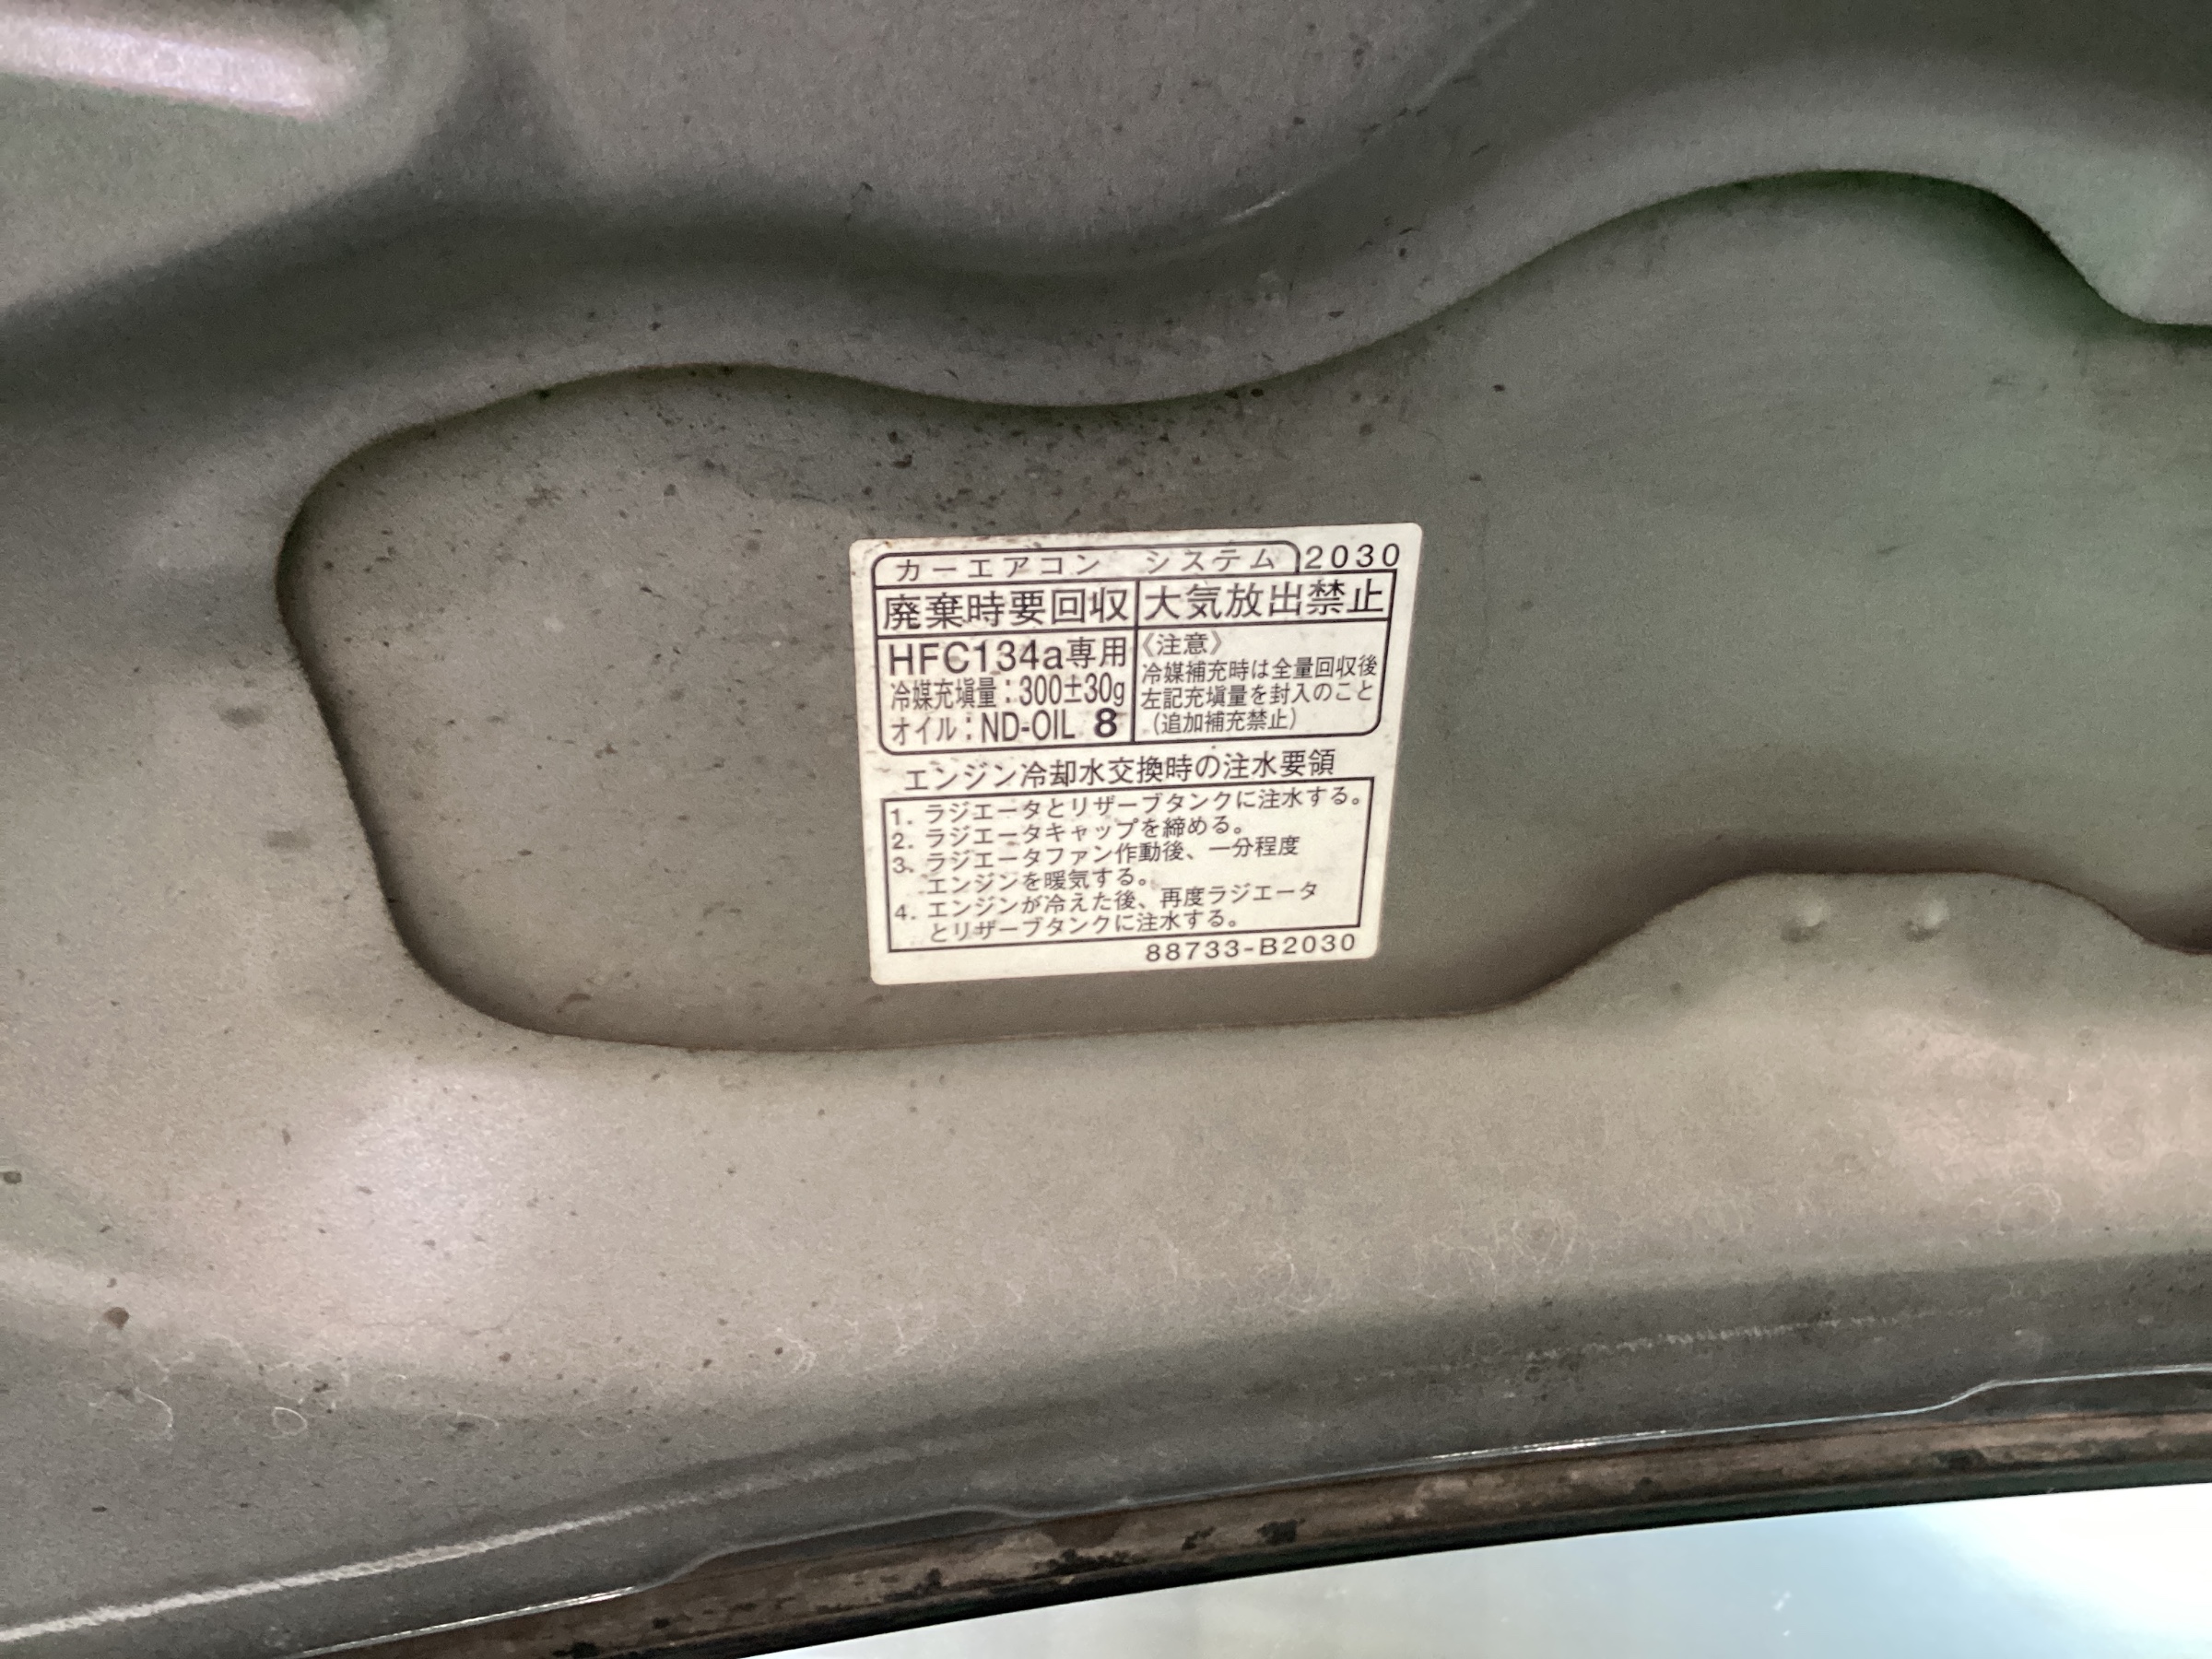 カーエアコン システム 2030
廃棄時要回収 大気放出禁止
HFC134a専用
冷媒充塡量:300±30g
オイル:ND-OIL 8
《注意》
冷媒補充時は全量回収後
左記充塡量を封入のこと
(追加補充禁止)
エンジン冷却水交換時の注水要領
1. ラジエータとリザーブタンクに注水する。
2. ラジエータキャップを締める。
3. ラジエータファン作動後、一分程度
エンジンを暖気する。
4. エンジンが冷えた後、再度ラジエータ
とリザーブタンクに注水する。
88733-B2030